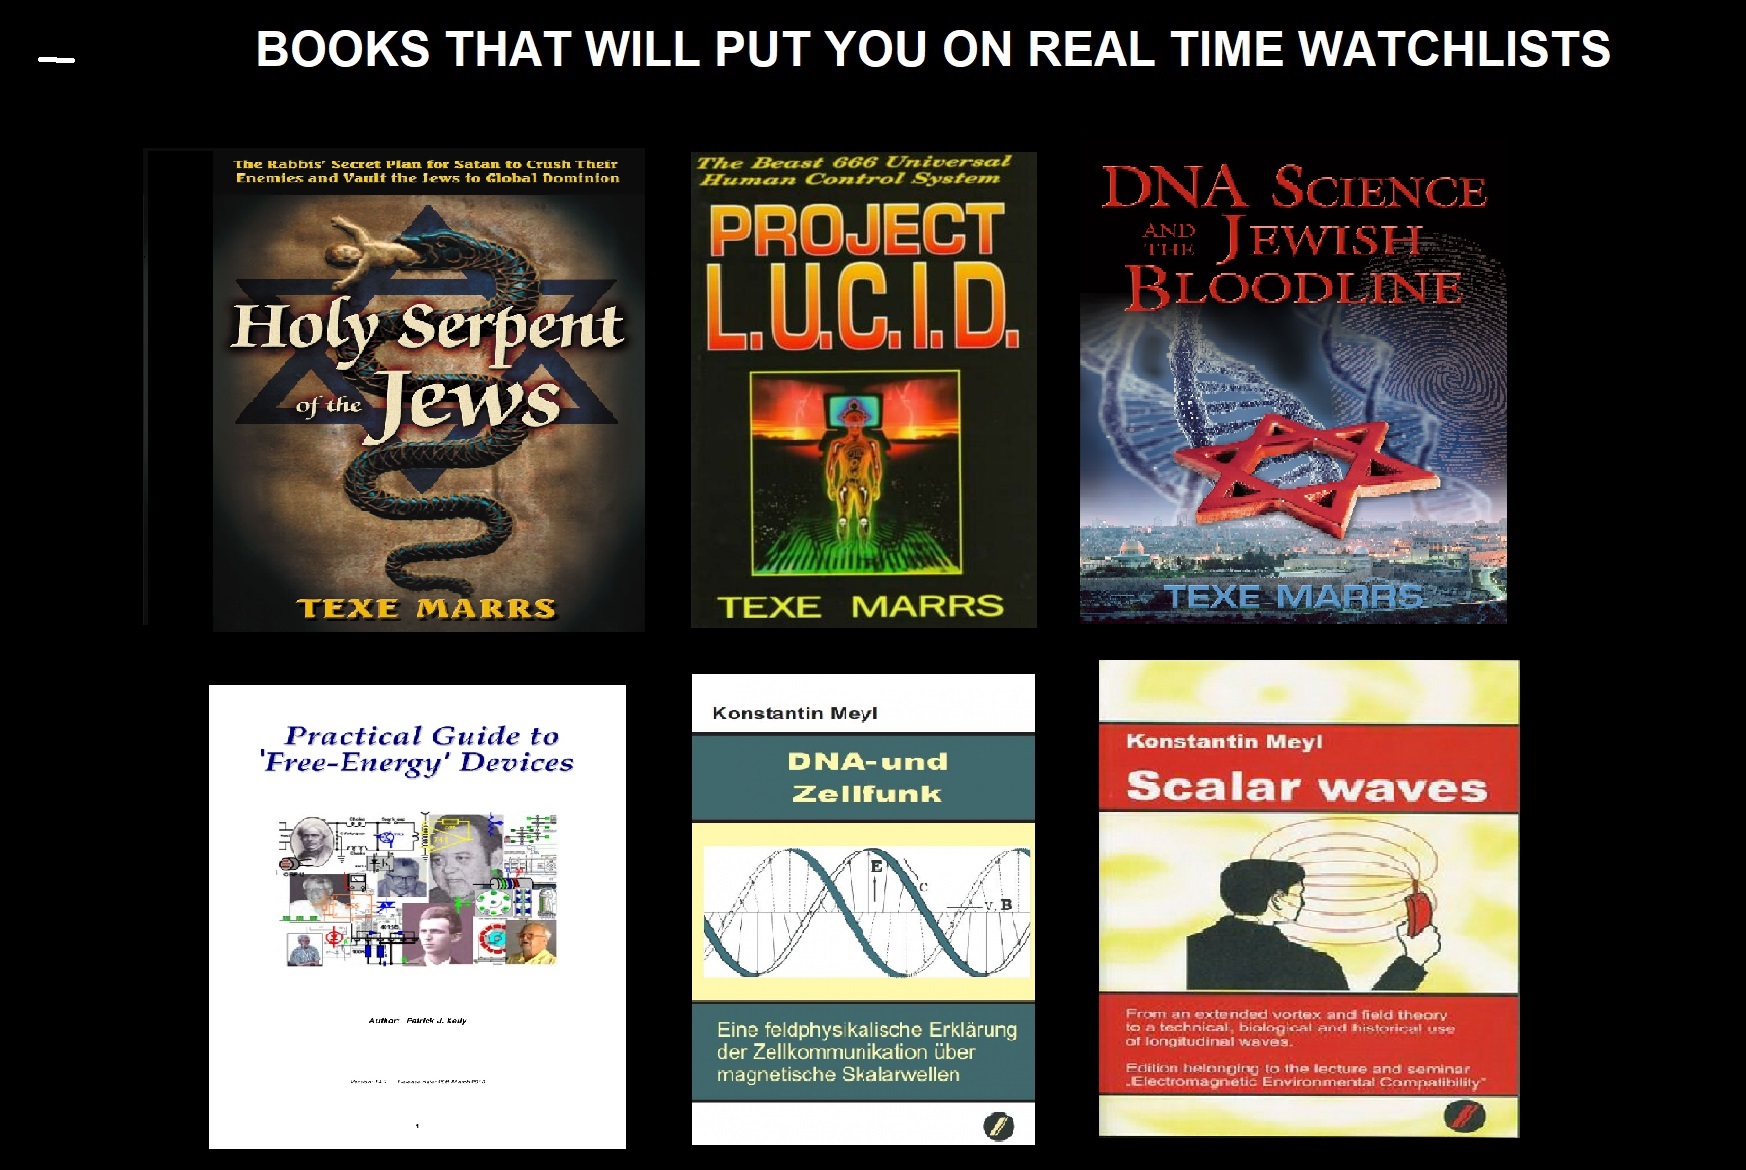 BOOKS THAT WILL PUT YOU ON REAL TIME WATCHLISTS
The Rabbis' Secret Plan for Satan to Crush Their
Enemies and Vault the Jews to Global Dominion
Holy Serpent
of the Jews
TEXE MARRS
The Beast 666 Universal
Human Control System
PROJECT
L.U.C.I.D.
TEXE MARRS
DNA SCIENCE
AND THE JEWISH
BLOODLINE
TEXE MARRS
Practical Guide to
'Free-Energy' Devices
Author: Patrick J. Kelly
1
Konstantin Meyl
DNA-und
Zellfunk
E
c
v, B
Eine feldphysikalische Erklärung
der Zellkommunikation über
magnetische Skalarwellen
Konstantin Meyl
Scalar waves
From an extended vortex and field theory
to a technical, biological and historical use
of longitudinal waves.
Edition belonging to the lecture and seminar
„Electromagnetic Environmental Compatibility"